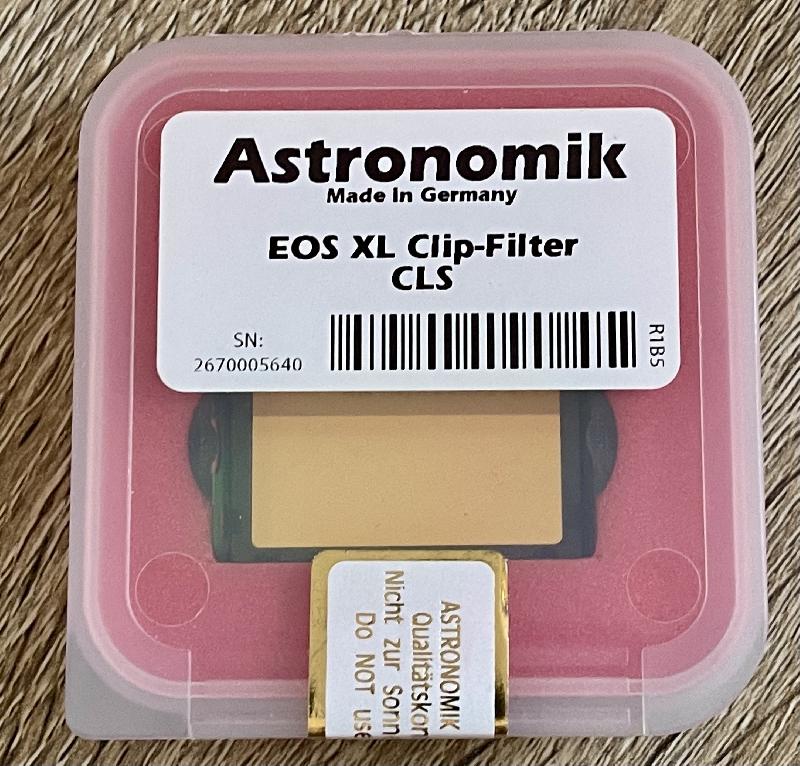 Astronomik
Made In Germany
EOS XL Clip-Filter
CLS
SN:
2670005640
R1B5
ASTRONOMIK
Qualitätskon
Nicht zur Sonn
Do NOT use